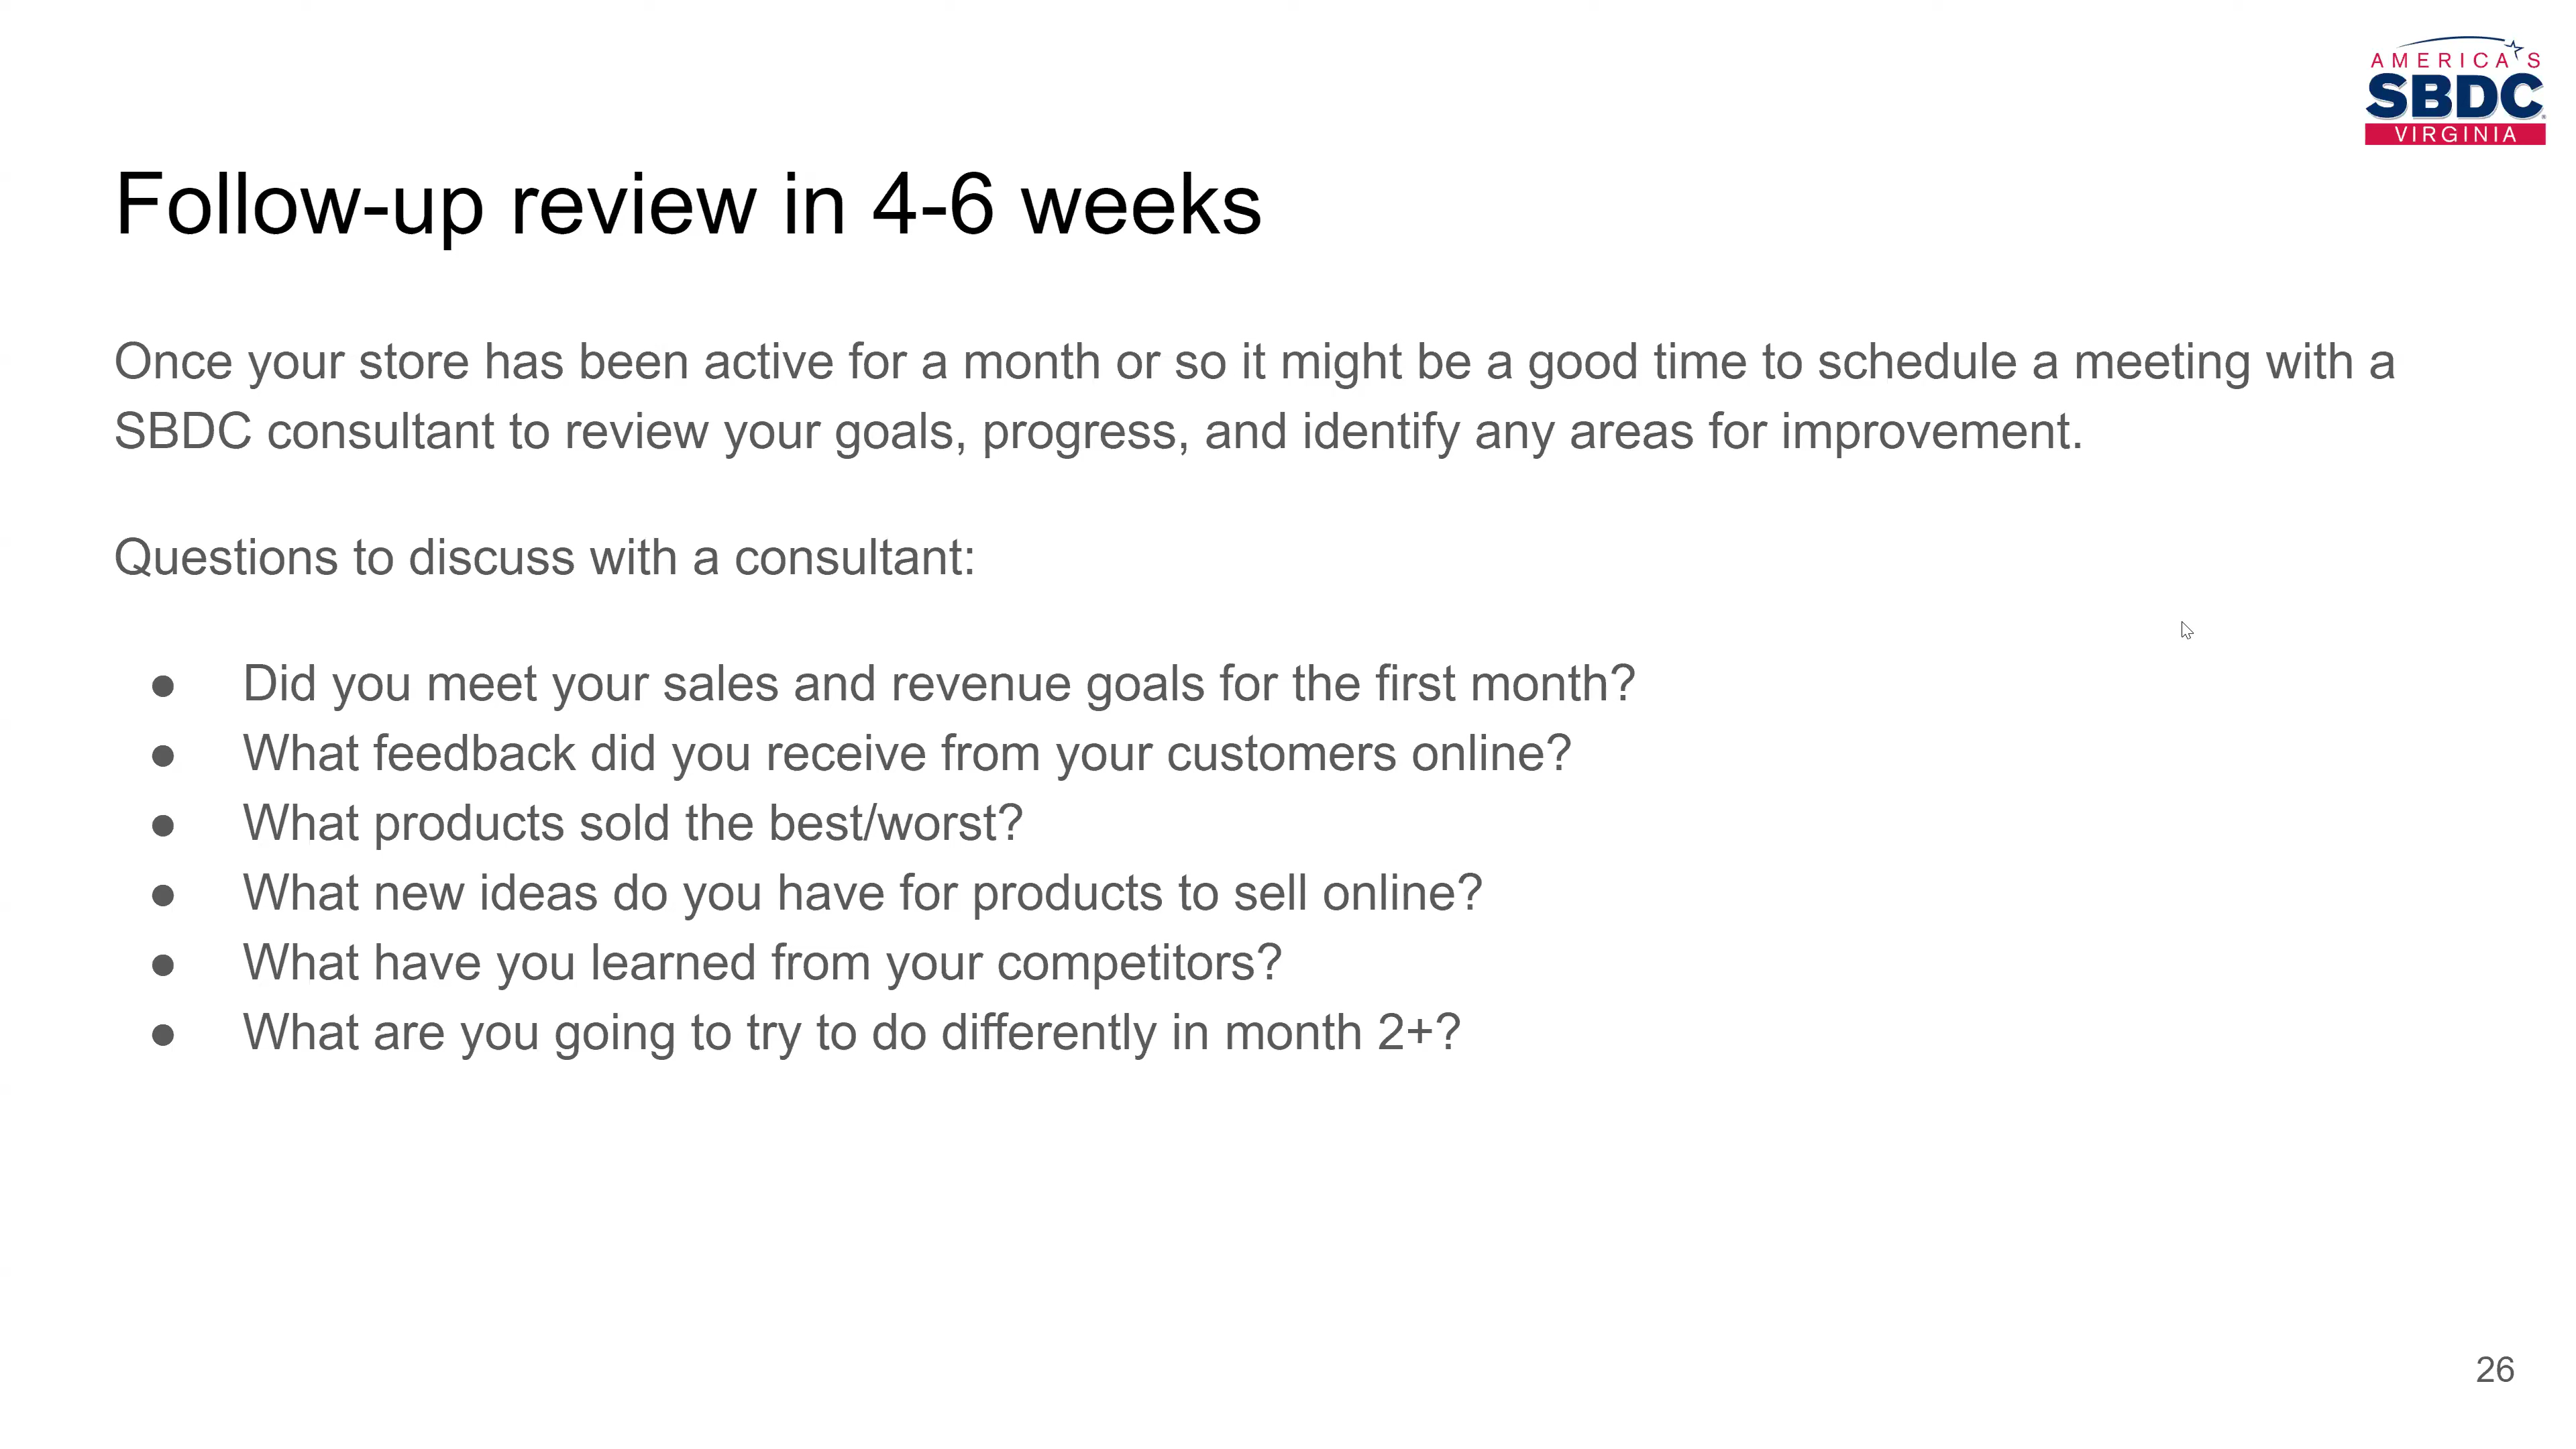 AMERICA'S
SBDC
VIRGINIA
Follow-up review in 4-6 weeks
Once your store has been active for a month or so it might be a good time to schedule a meeting with a
SBDC consultant to review your goals, progress, and identify any areas for improvement.
Questions to discuss with a consultant:
● Did you meet your sales and revenue goals for the first month?
● What feedback did you receive from your customers online?
● What products sold the best/worst?
● What new ideas do you have for products to sell online?
● What have you learned from your competitors?
● What are you going to try to do differently in month 2+?
26